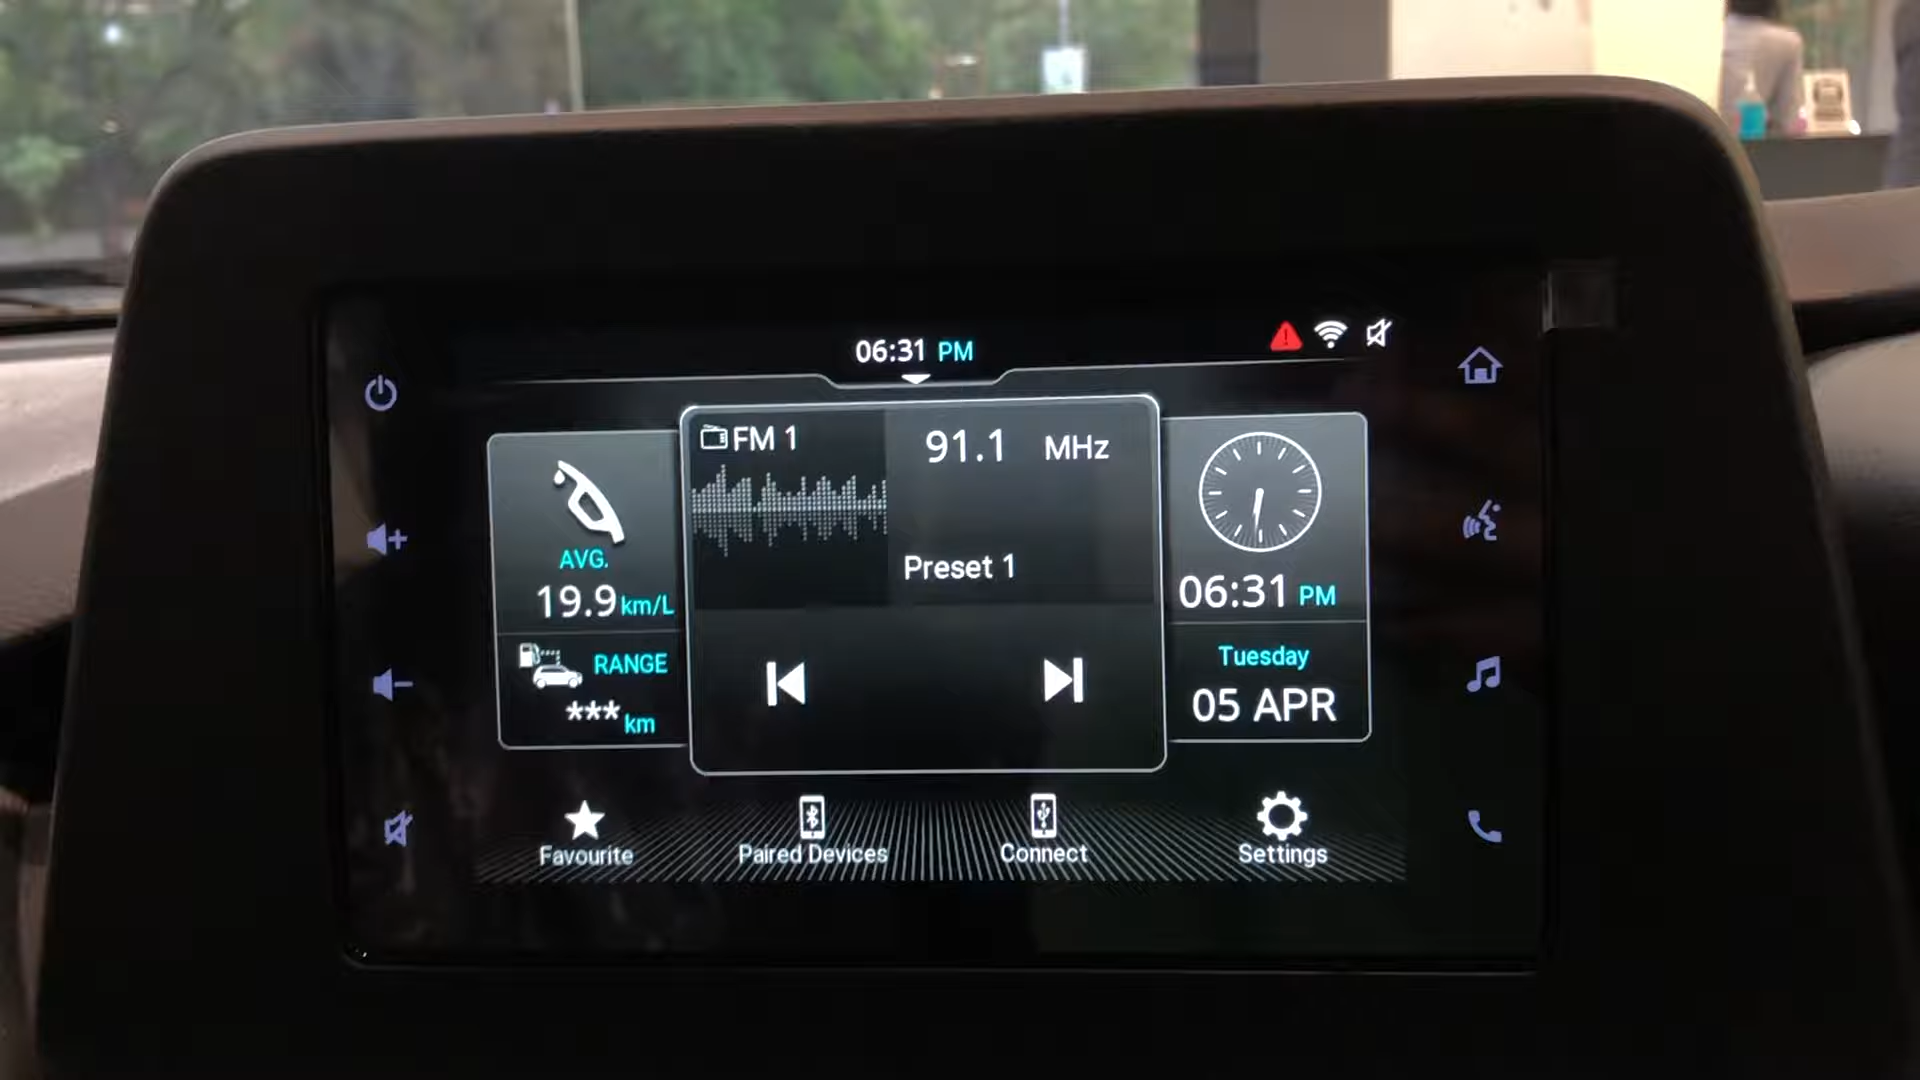 06:31 PM
FM 1
91.1 MHz
Preset 1
AVG.
19.9 km/L
RANGE
*** km
06:31 PM
Tuesday
05 APR
Favourite
Paired Devices
Connect
Settings